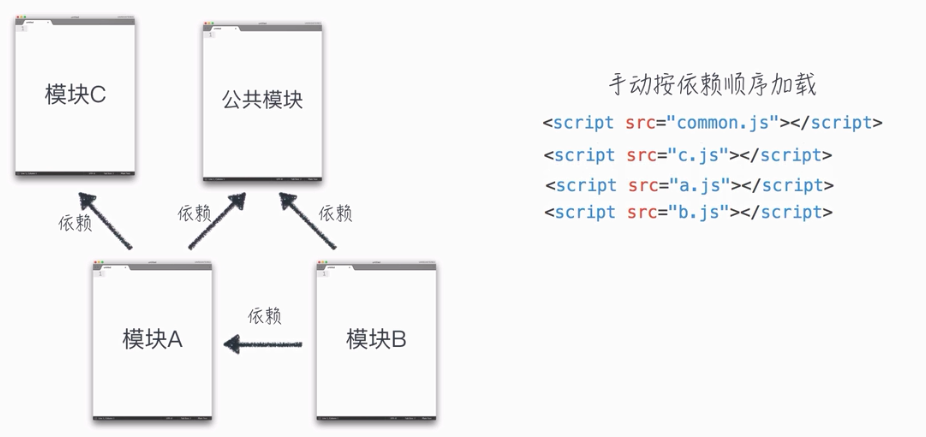 模块C
公共模块
依赖
依赖
依赖
模块A
依赖
模块B
手动按依赖顺序加载
<script src="common.js"></script>
<script src="c.js"></script>
<script src="a.js"></script>
<script src="b.js"></script>